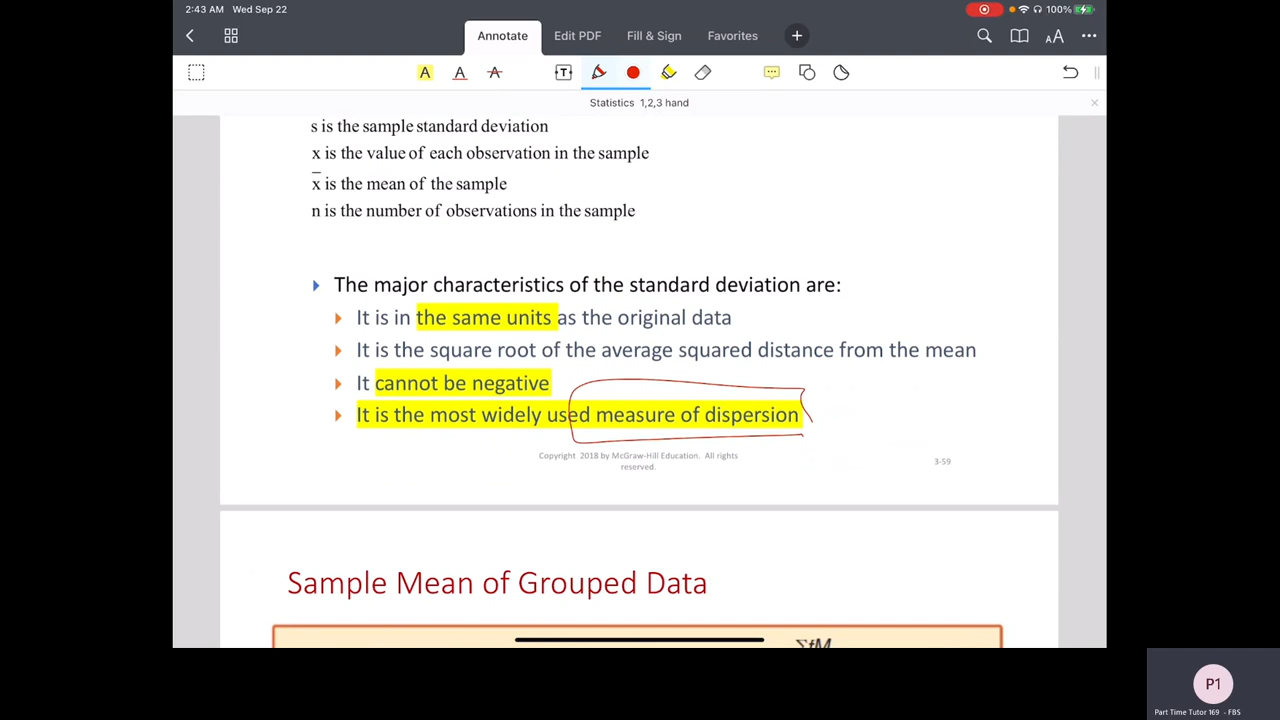 2:43 AM Wed Sep 22
100%
Annotate Edit PDF Fill & Sign Favorites
A A A T AA
Statistics 1,2,3 hand
s is the sample standard deviation
x is the value of each observation in the sample
x̄ is the mean of the sample
n is the number of observations in the sample
The major characteristics of the standard deviation are:
It is in the same units as the original data
It is the square root of the average squared distance from the mean
It cannot be negative
It is the most widely used measure of dispersion
Copyright 2018 by McGraw-Hill Education. All rights
reserved.
3-59
Sample Mean of Grouped Data
ΣfM
P1
Part Time Tutor 169 - FBS